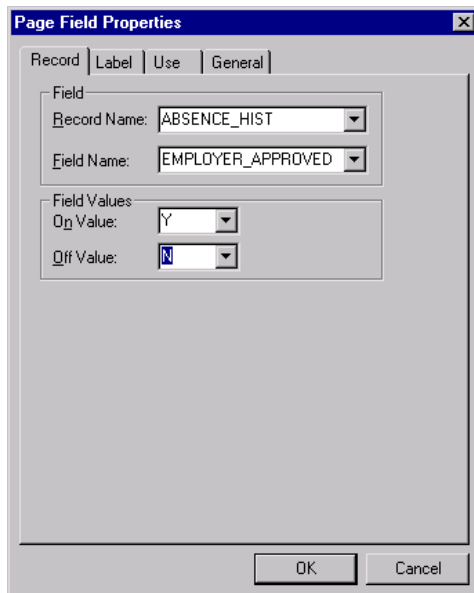 Page Field Properties
Record Label Use General
Field
Record Name: ABSENCE_HIST
Field Name: EMPLOYER_APPROVED
Field Values
On Value: Y
Off Value: N
OK Cancel